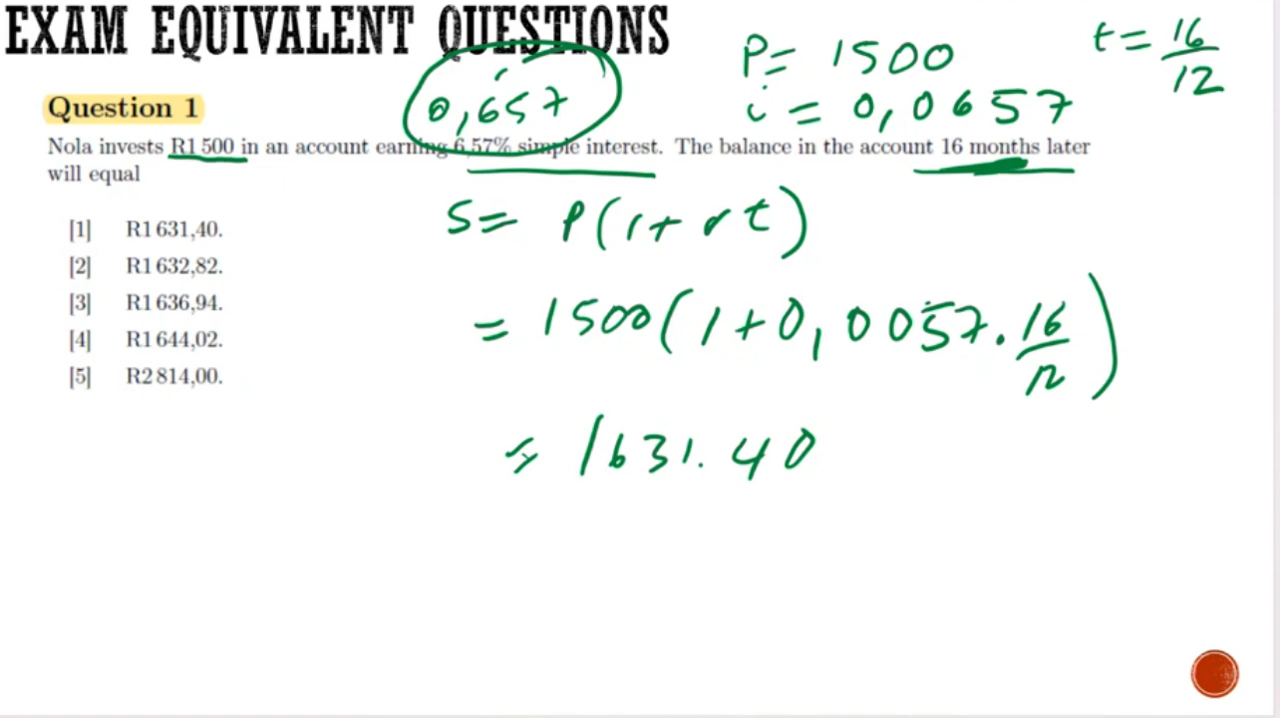 EXAM EQUIVALENT QUESTIONS
P= 1500
t= 16/12
0,657
i = 0,0657
Question 1
Nola invests R1 500 in an account earning 6,57% simple interest. The balance in the account 16 months later
will equal
[1] R1 631,40.
[2] R1 632,82.
[3] R1 636,94.
[4] R1 644,02.
[5] R2 814,00.
S= P(1+rt)
= 1500(1+0,0057.16/12)
= 1631.40